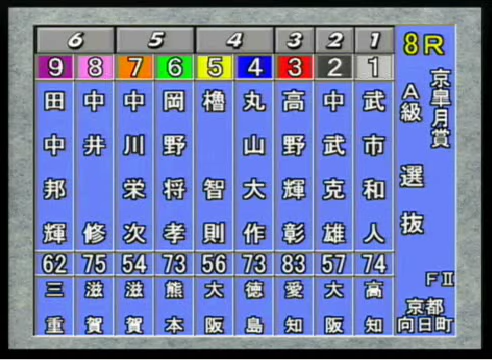 8R
京皐月賞
A級 選抜
FⅡ
京都
向日町
1 2 3 4 5 6
1 2 3 4 5 6 7 8 9
武市和人 74 高知
中武克雄 57 大阪
高野輝彰 83 愛知
丸山大作 73 徳島
櫓智則 56 大阪
岡野将孝 73 熊本
中川栄次 54 滋賀
中井修 75 滋賀
田中邦輝 62 三重